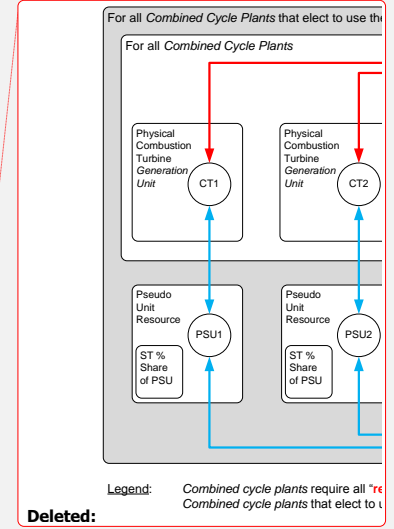 For all Combined Cycle Plants that elect to use the
For all Combined Cycle Plants
Physical
Combustion
Turbine
Generation
Unit
CT1
Physical
Combustion
Turbine
Generation
Unit
CT2
Pseudo
Unit
Resource
PSU1
ST %
Share
of PSU
Pseudo
Unit
Resource
PSU2
ST %
Share
of PSU
Legend: Combined cycle plants require all “re
Combined cycle plants that elect to u
Deleted: